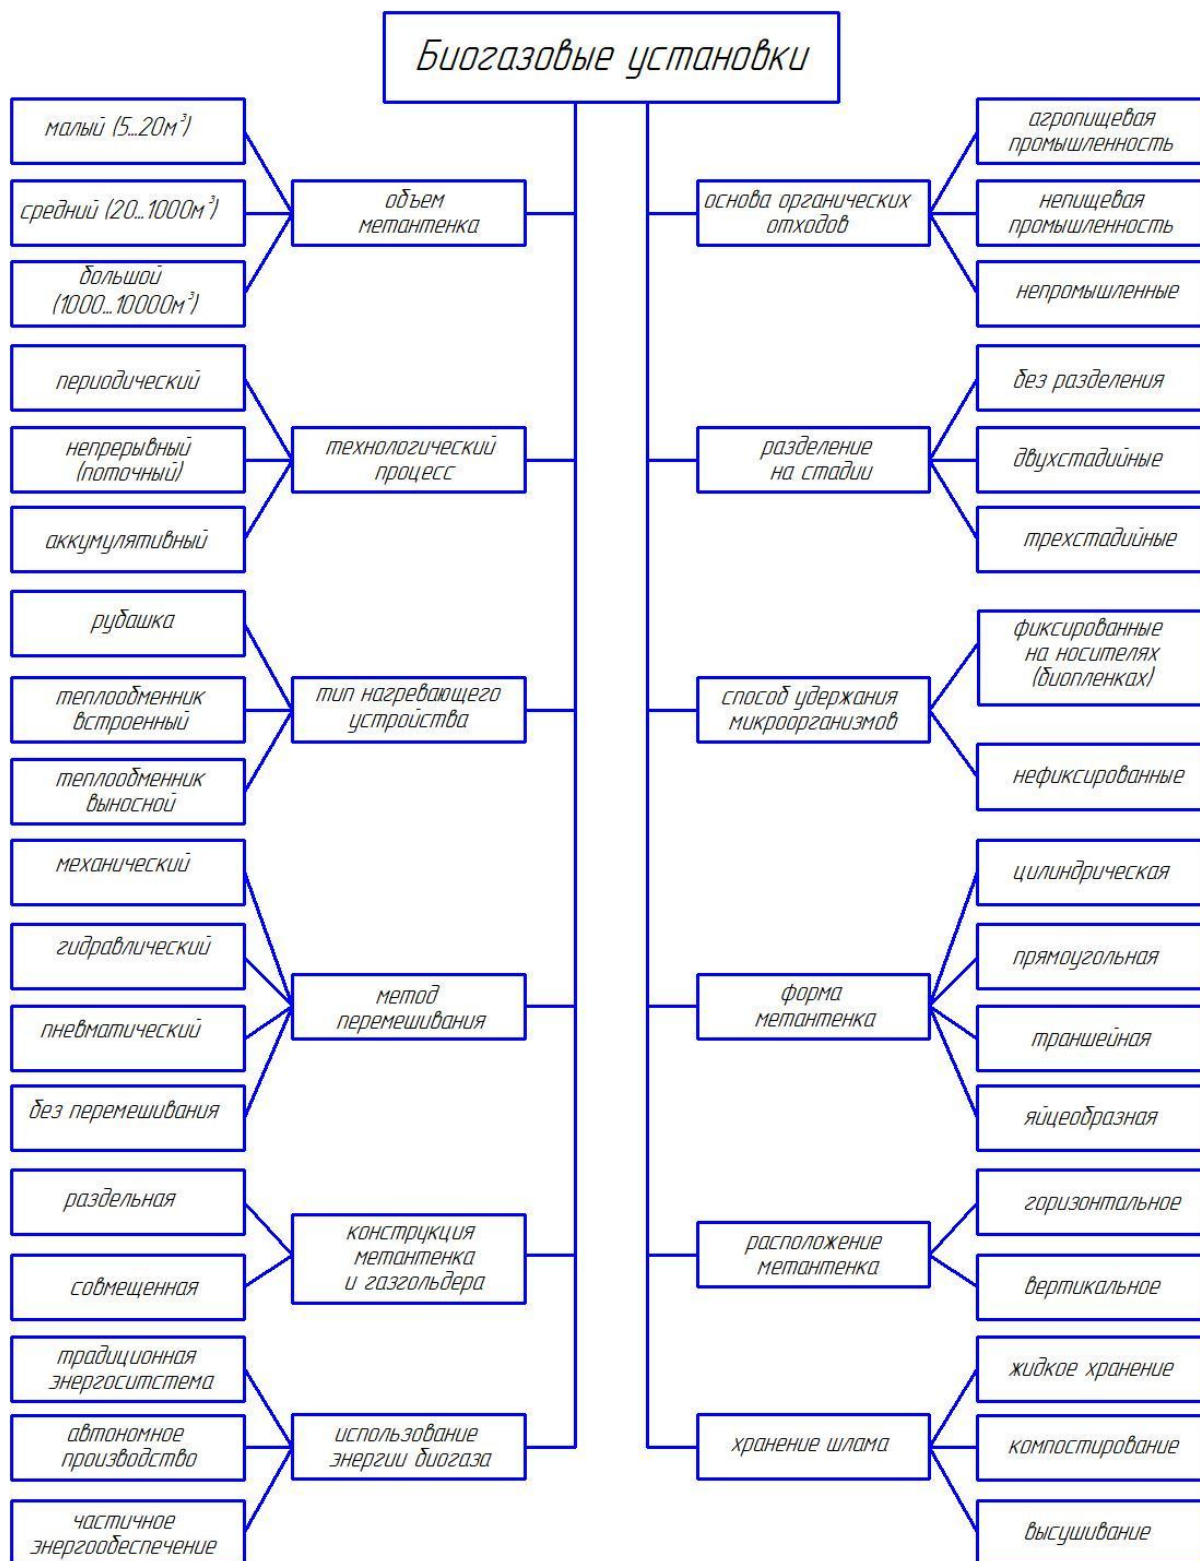 Биогазовые установки
малый (5...20м³)
средний (20...1000м³)
большой
(1000...10000м³)
объем
метантенка
периодический
непрерывный
(поточный)
аккумулятивный
технологический
процесс
рубашка
теплообменник
встроенный
теплообменник
выносной
тип нагревающего
устройства
механический
гидравлический
пневматический
без перемешивания
метод
перемешивания
раздельная
совмещенная
конструкция
метантенка
и газгольдера
традиционная
энергоситстема
автономное
производство
частичное
энергообеспечение
использование
энергии биогаза
основа органических
отходов
агропищевая
промышленность
непищевая
промышленность
непромышленные
разделение
на стадии
без разделения
двухстадийные
трехстадийные
способ удержания
микроорганизмов
фиксированные
на носителях
(биопленках)
нефиксированные
форма
метантенка
цилиндрическая
прямоугольная
траншейная
яйцеобразная
расположение
метантенка
горизонтальное
вертикальное
хранение шлама
жидкое хранение
компостирование
высушивание